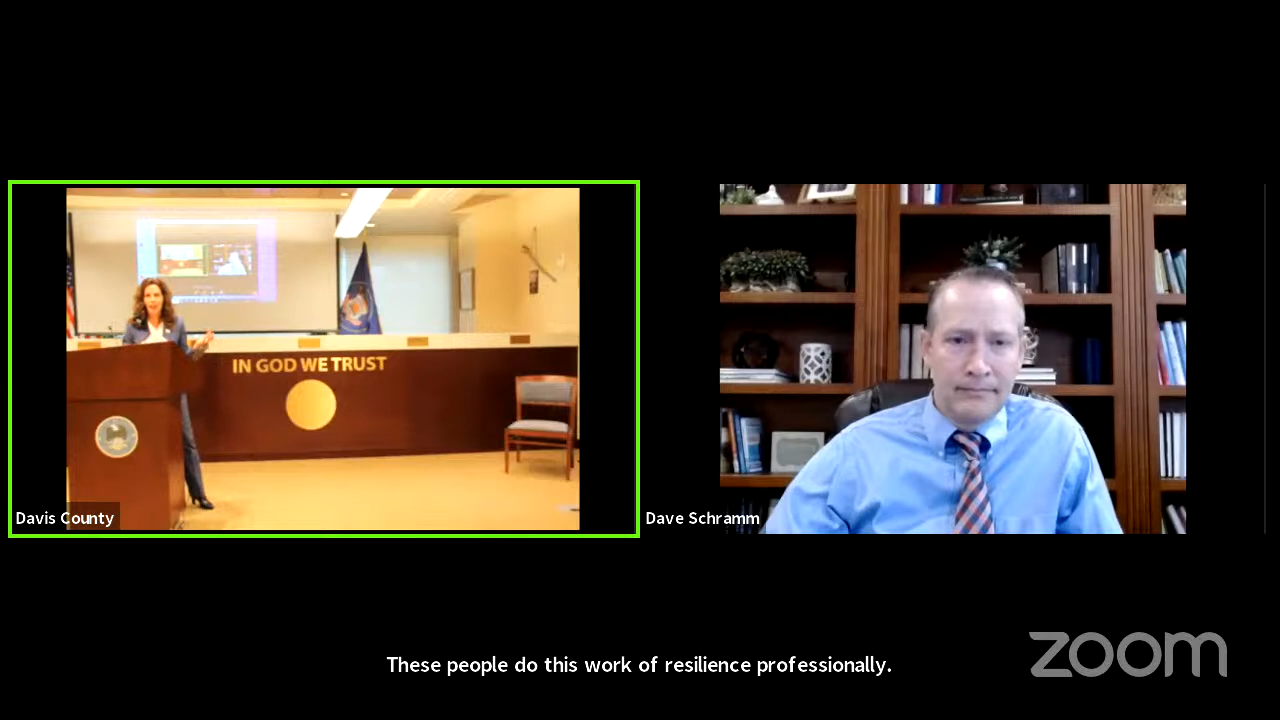 IN GOD WE TRUST
Davis County
Dave Schramm
These people do this work of resilience professionally.
zoom